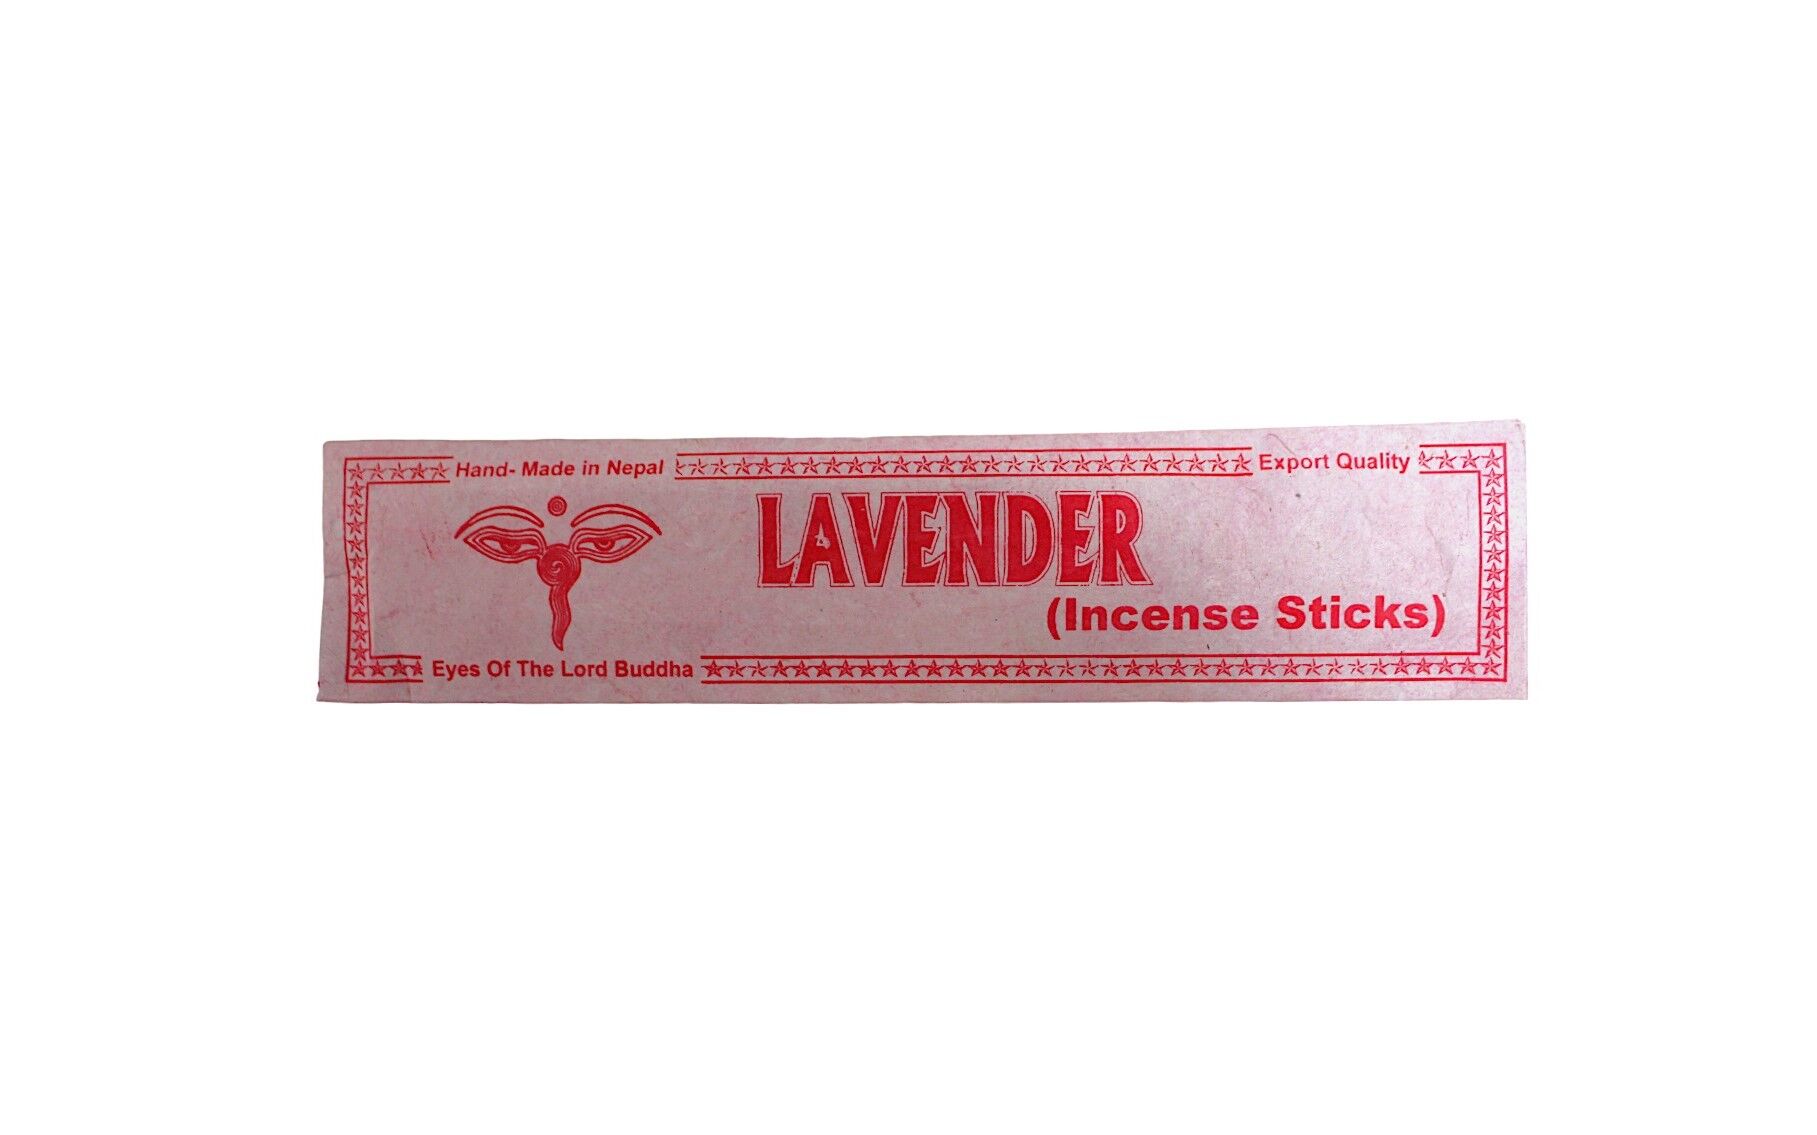 Hand- Made in Nepal
Export Quality
LAVENDER
(Incense Sticks)
Eyes Of The Lord Buddha